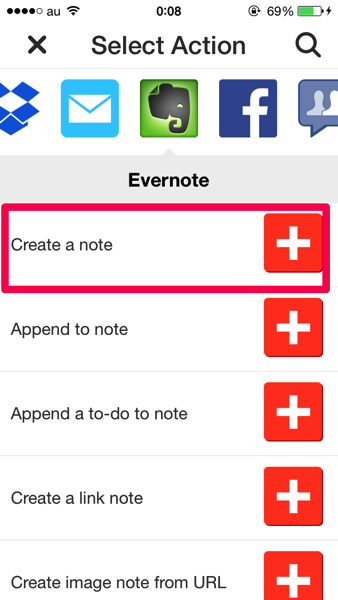 au 0:08 69%
Select Action
Evernote
Create a note
Append to note
Append a to-do to note
Create a link note
Create image note from URL